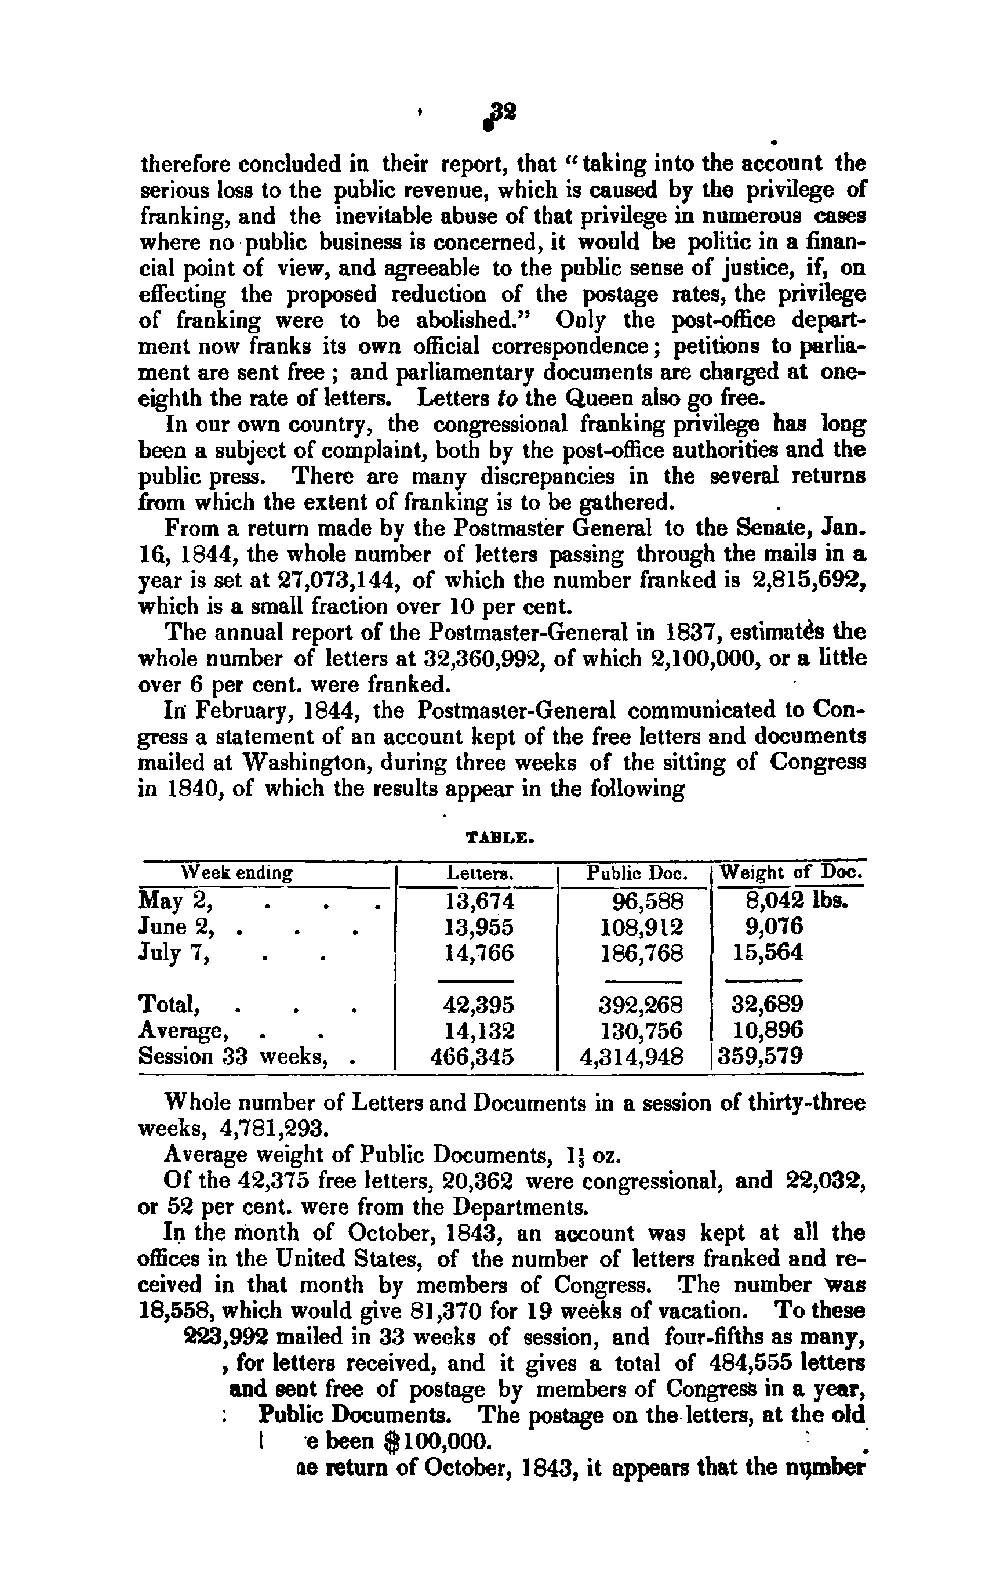 32
therefore concluded in their report, that “taking into the account the
serious loss to the public revenue, which is caused by the privilege of
franking, and the inevitable abuse of that privilege in numerous cases
where no public business is concerned, it would be politic in a finan-
cial point of view, and agreeable to the public sense of justice, if, on
effecting the proposed reduction of the postage rates, the privilege
of franking were to be abolished.” Only the post-office depart-
ment now franks its own official correspondence; petitions to parlia-
ment are sent free; and parliamentary documents are charged at one-
eighth the rate of letters. Letters to the Queen also go free.
In our own country, the congressional franking privilege has long
been a subject of complaint, both by the post-office authorities and the
public press. There are many discrepancies in the several returns
from which the extent of franking is to be gathered.
From a return made by the Postmaster General to the Senate, Jan.
16, 1844, the whole number of letters passing through the mails in a
year is set at 27,073,144, of which the number franked is 2,815,692,
which is a small fraction over 10 per cent.
The annual report of the Postmaster-General in 1837, estimates the
whole number of letters at 32,360,992, of which 2,100,000, or a little
over 6 per cent. were franked.
In February, 1844, the Postmaster-General communicated to Con-
gress a statement of an account kept of the free letters and documents
mailed at Washington, during three weeks of the sitting of Congress
in 1840, of which the results appear in the following
TABLE.
Week ending Letters. Public Doc. Weight of Doc.
May 2, . . . 13,674 96,588 8,042 lbs.
June 2, . . . 13,955 108,912 9,076
July 7, . . 14,766 186,768 15,564
Total, . . . 42,395 392,268 32,689
Average, . . 14,132 130,756 10,896
Session 33 weeks, . 466,345 4,314,948 359,579
Whole number of Letters and Documents in a session of thirty-three
weeks, 4,781,293.
Average weight of Public Documents, 1⅓ oz.
Of the 42,375 free letters, 20,362 were congressional, and 22,032,
or 52 per cent. were from the Departments.
In the month of October, 1843, an account was kept at all the
offices in the United States, of the number of letters franked and re-
ceived in that month by members of Congress. The number was
18,558, which would give 81,370 for 19 weeks of vacation. To these
223,992 mailed in 33 weeks of session, and four-fifths as many,
, for letters received, and it gives a total of 484,555 letters
and sent free of postage by members of Congress in a year,
Public Documents. The postage on the letters, at the old
e been $100,000.
return of October, 1843, it appears that the number